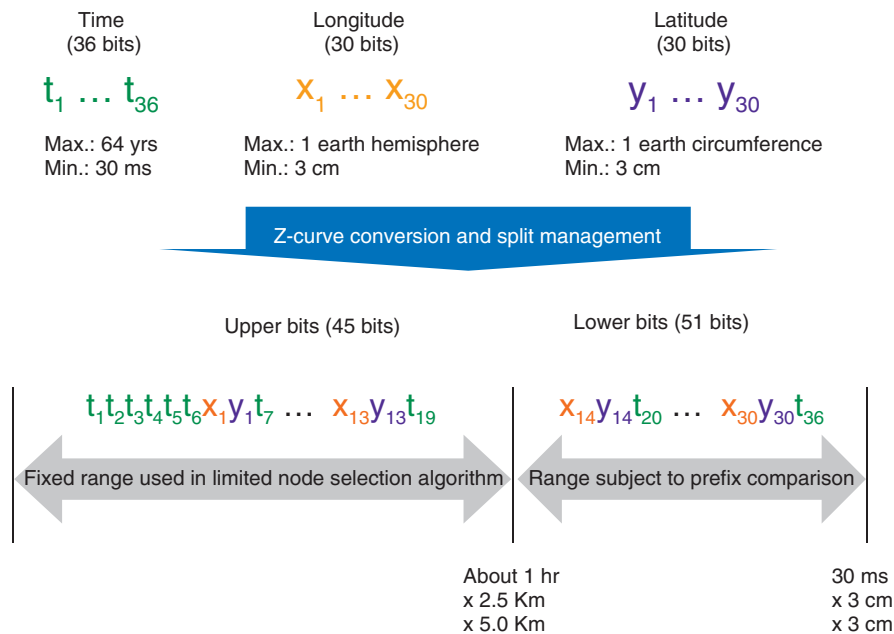 Time
(36 bits)
Longitude
(30 bits)
Latitude
(30 bits)
t1 … t36
x1 … x30
y1 … y30
Max.: 64 yrs
Min.: 30 ms
Max.: 1 earth hemisphere
Min.: 3 cm
Max.: 1 earth circumference
Min.: 3 cm
Z-curve conversion and split management
Upper bits (45 bits)
Lower bits (51 bits)
t1t2t3t4t5t6x1y1t7 … x13y13t19
x14y14t20 … x30y30t36
Fixed range used in limited node selection algorithm
Range subject to prefix comparison
About 1 hr
x 2.5 Km
x 5.0 Km
30 ms
x 3 cm
x 3 cm